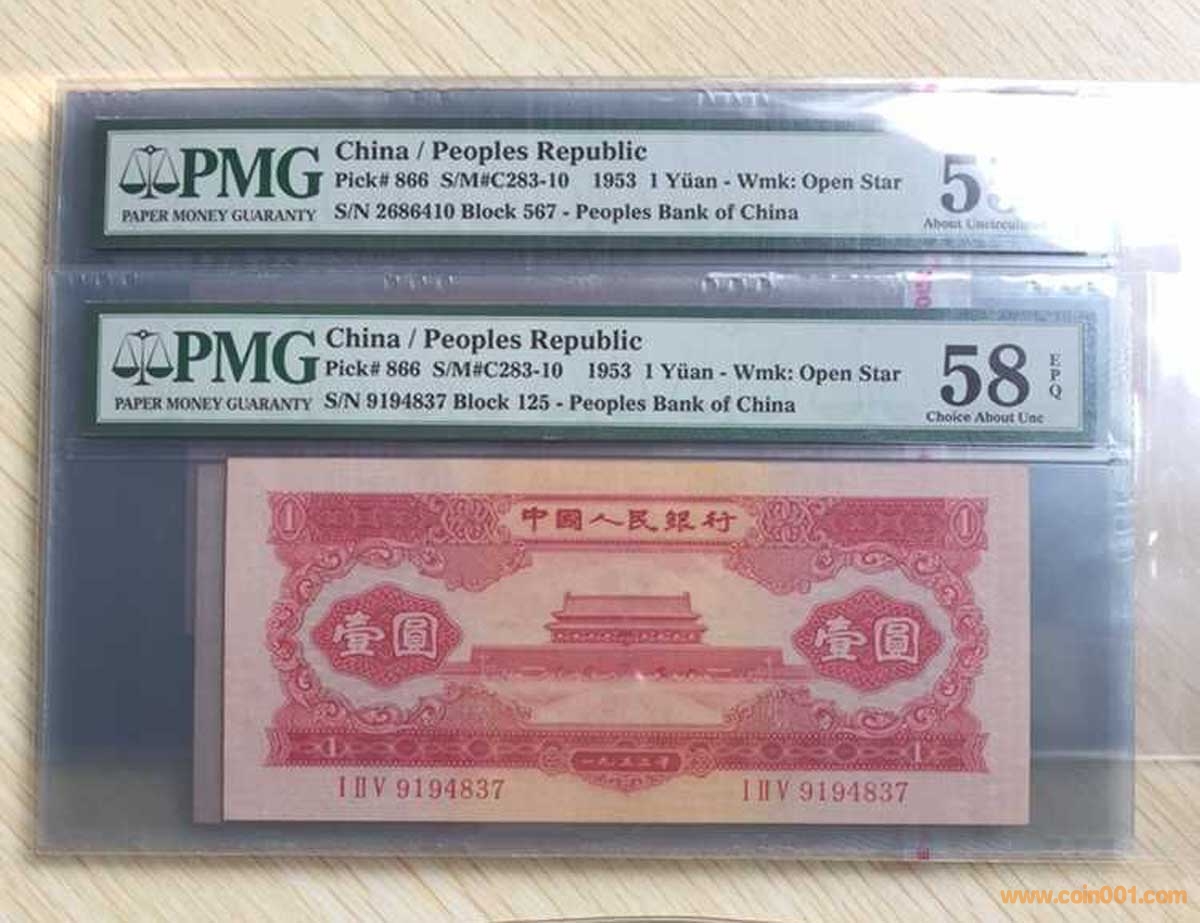 PMG
PAPER MONEY GUARANTY
China / Peoples Republic
Pick# 866 S/M#C283-10 1953 1 Yüan - Wmk: Open Star
S/N 2686410 Block 567 - Peoples Bank of China
About
PMG
PAPER MONEY GUARANTY
China / Peoples Republic
Pick# 866 S/M#C283-10 1953 1 Yüan - Wmk: Open Star
S/N 9194837 Block 125 - Peoples Bank of China
58 EPQ
Choice About Unc
1 中國人民銀行 1
壹圓 壹圓
1 一九五三年 1
I II V 9194837 I II V 9194837
www.coin001.com